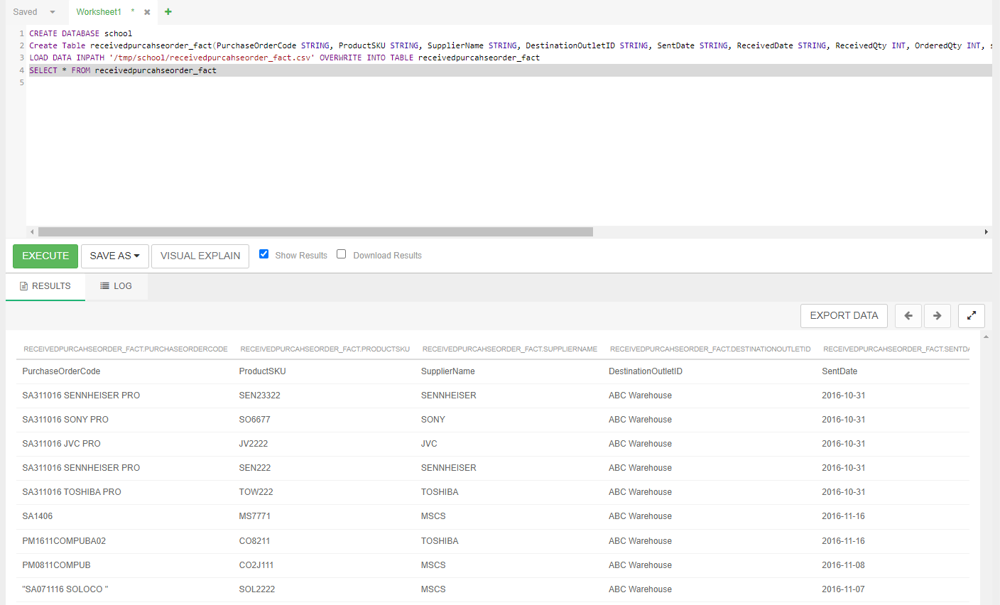 Saved Worksheet1 *
1 CREATE DATABASE school
2 Create Table receivedpurcahseorder_fact(PurchaseOrderCode STRING, ProductSKU STRING, SupplierName STRING, DestinationOutletID STRING, SentDate STRING, ReceivedDate STRING, ReceivedQty INT, OrderedQty INT,
3 LOAD DATA INPATH '/tmp/school/receivedpurcahseorder_fact.csv' OVERWRITE INTO TABLE receivedpurcahseorder_fact
4 SELECT * FROM receivedpurcahseorder_fact
5
EXECUTE SAVE AS VISUAL EXPLAIN Show Results Download Results
RESULTS LOG
EXPORT DATA
RECEIVEDPURCAHSEORDER_FACT.PURCHASEORDERCODE RECEIVEDPURCAHSEORDER_FACT.PRODUCTSKU RECEIVEDPURCAHSEORDER_FACT.SUPPLIERNAME RECEIVEDPURCAHSEORDER_FACT.DESTINATIONOUTLETID RECEIVEDPURCAHSEORDER_FACT.SENTDA
PurchaseOrderCode ProductSKU SupplierName DestinationOutletID SentDate
SA311016 SENNHEISER PRO SEN23322 SENNHEISER ABC Warehouse 2016-10-31
SA311016 SONY PRO SO6677 SONY ABC Warehouse 2016-10-31
SA311016 JVC PRO JV2222 JVC ABC Warehouse 2016-10-31
SA311016 SENNHEISER PRO SEN222 SENNHEISER ABC Warehouse 2016-10-31
SA311016 TOSHIBA PRO TOW222 TOSHIBA ABC Warehouse 2016-10-31
SA1406 MS7771 MSCS ABC Warehouse 2016-11-16
PM1611COMPUBA02 CO8211 TOSHIBA ABC Warehouse 2016-11-16
PM0811COMPUB CO2J111 MSCS ABC Warehouse 2016-11-08
"SA071116 SOLOCO " SOL2222 MSCS ABC Warehouse 2016-11-07